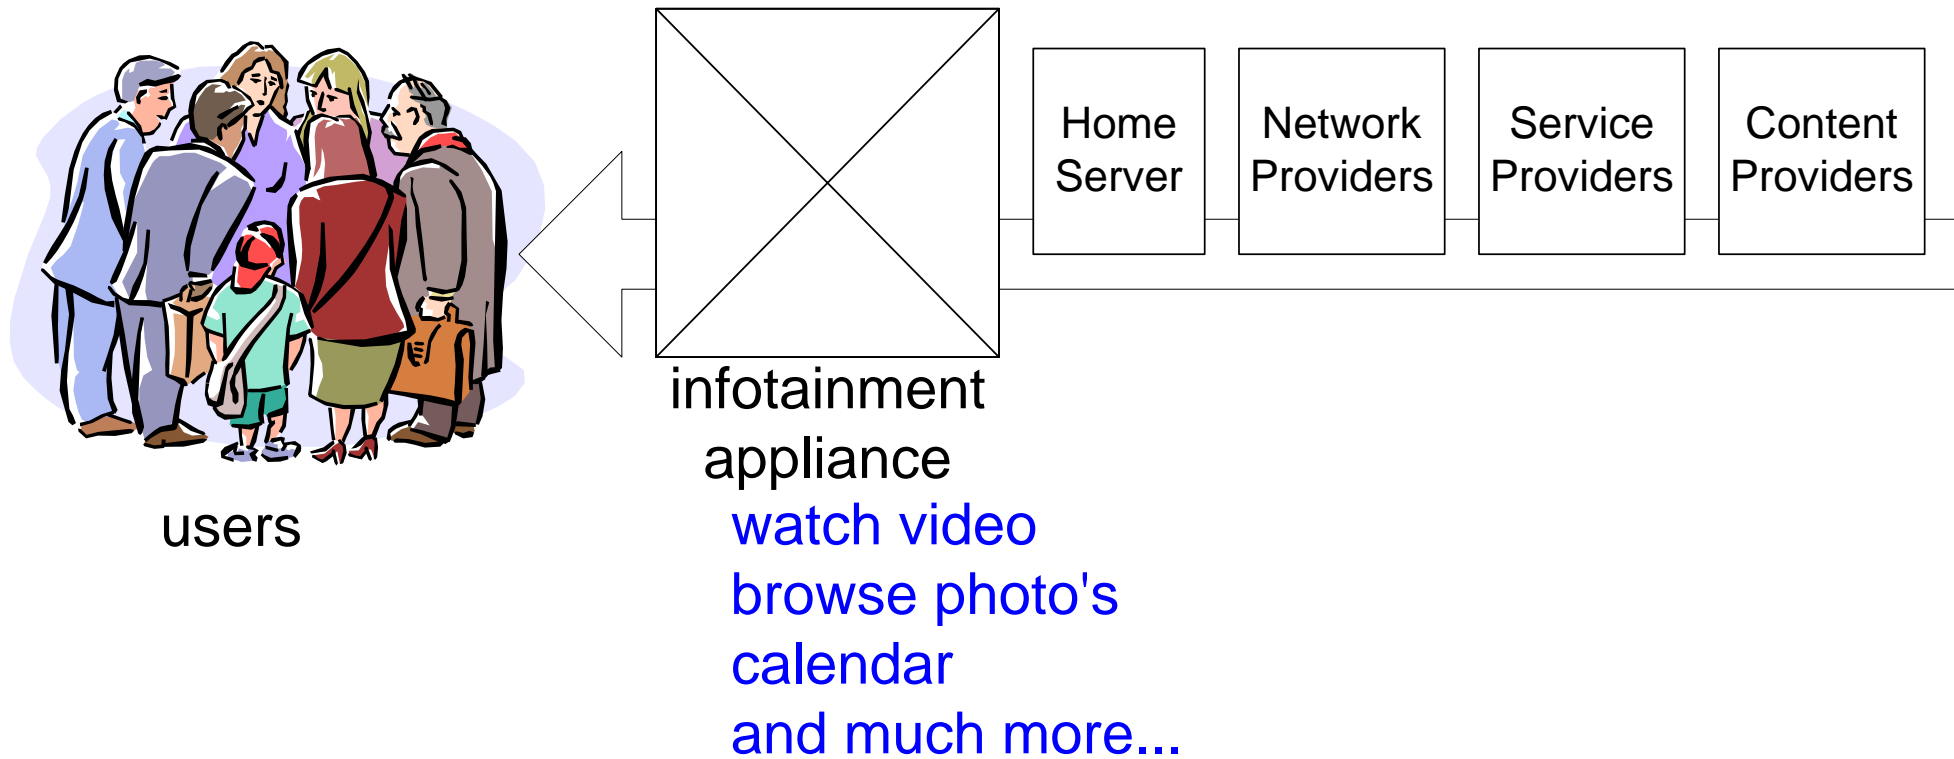 Home
Server
Network
Providers
Service
Providers
Content
Providers
infotainment
appliance
users
watch video
browse photo's
calendar
and much more...